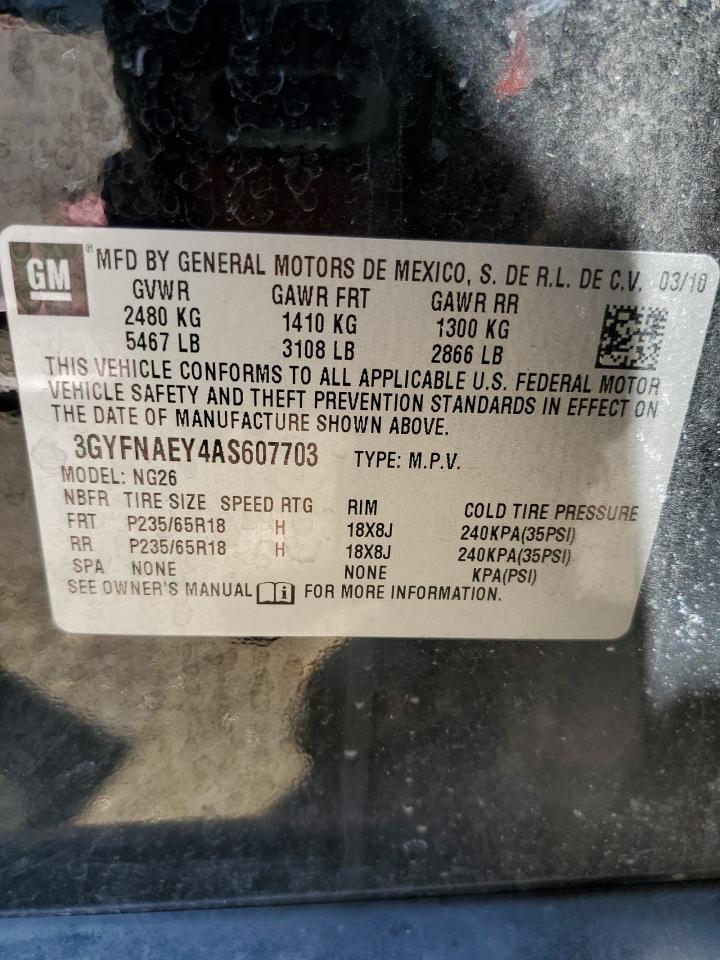 GM ® MFD BY GENERAL MOTORS DE MEXICO, S. DE R.L. DE C.V. 03/10
GVWR GAWR FRT GAWR RR
2480 KG 1410 KG 1300 KG
5467 LB 3108 LB 2866 LB
THIS VEHICLE CONFORMS TO ALL APPLICABLE U.S. FEDERAL MOTOR
VEHICLE SAFETY AND THEFT PREVENTION STANDARDS IN EFFECT ON
THE DATE OF MANUFACTURE SHOWN ABOVE.
3GYFNAEY4AS607703 TYPE: M.P.V.
MODEL: NG26
NBFR TIRE SIZE SPEED RTG RIM COLD TIRE PRESSURE
FRT P235/65R18 H 18X8J 240KPA(35PSI)
RR P235/65R18 H 18X8J 240KPA(35PSI)
SPA NONE NONE KPA(PSI)
SEE OWNER'S MANUAL i FOR MORE INFORMATION.